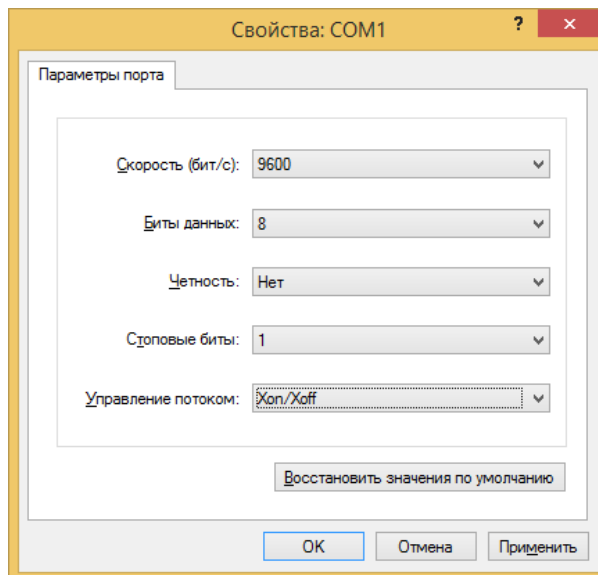 Свойства: COM1
?
Параметры порта
Скорость (бит/с): 9600
Биты данных: 8
Четность: Нет
Стоповые биты: 1
Управление потоком: Xon/Xoff
Восстановить значения по умолчанию
OK Отмена Применить